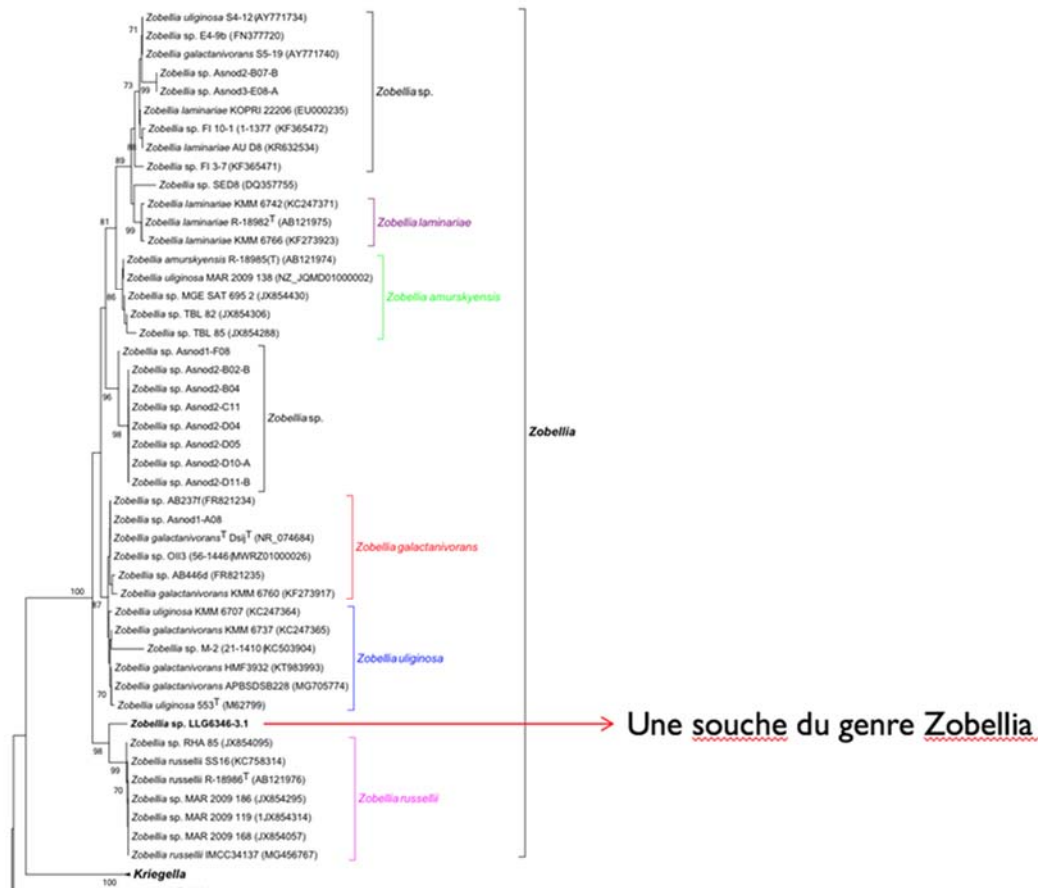 Zobellia uliginosa S4-12 (AY771734)
71
Zobellia sp. E4-9b (FN377720)
Zobellia galactanivorans S5-19 (AY771740)
Zobellia sp. Asnod2-B07-B
73
99
Zobellia sp. Asnod3-E08-A
Zobellia sp.
Zobellia laminariae KOPRI 22206 (EU000235)
Zobellia sp. FI 10-1 (1-1377 (KF365472)
88
Zobellia laminariae AU D8 (KR632534)
89
Zobellia sp. FI 3-7 (KF365471)
Zobellia sp. SED8 (DQ357755)
Zobellia laminariae KMM 6742 (KC247371)
81
Zobellia laminariae R-18982T (AB121975)
Zobellia laminariae
99
Zobellia laminariae KMM 6766 (KF273923)
Zobellia amurskyensis R-18985(T) (AB121974)
Zobellia uliginosa MAR 2009 138 (NZ_JQMD01000002)
86
Zobellia sp. MGE SAT 695 2 (JX854430)
Zobellia amurskyensis
Zobellia sp. TBL 82 (JX854306)
Zobellia sp. TBL 85 (JX854288)
Zobellia sp. Asnod1-F08
Zobellia sp. Asnod2-B02-B
Zobellia sp. Asnod2-B04
96
Zobellia sp. Asnod2-C11
Zobellia sp.
Zobellia sp. Asnod2-D04
98
Zobellia
Zobellia sp. Asnod2-D05
Zobellia sp. Asnod2-D10-A
Zobellia sp. Asnod2-D11-B
Zobellia sp. AB237f (FR821234)
Zobellia sp. Asnod1-A08
Zobellia galactanivoransT DsijT (NR_074684)
Zobellia galactanivorans
Zobellia sp. OII3 (56-1446 (MWRZ01000026)
Zobellia sp. AB446d (FR821235)
100
Zobellia galactanivorans KMM 6760 (KF273917)
87
Zobellia uliginosa KMM 6707 (KC247364)
Zobellia galactanivorans KMM 6737 (KC247365)
Zobellia sp. M-2 (21-1410 (KC503904)
Zobellia uliginosa
Zobellia galactanivorans HMF3932 (KT983993)
Zobellia galactanivorans APBSDSB228 (MG705774)
70
Zobellia uliginosa 553T (M62799)
Zobellia sp. LLG6346-3.1
Une souche du genre Zobellia
Zobellia sp. RHA 85 (JX854095)
98
Zobellia russellii SS16 (KC758314)
99
Zobellia russellii R-18986T (AB121976)
70
Zobellia sp. MAR 2009 186 (JX854295)
Zobellia russellii
Zobellia sp. MAR 2009 119 (1JX854314)
Zobellia sp. MAR 2009 168 (JX854057)
Zobellia russellii IMCC34137 (MG456767)
Kriegella
100